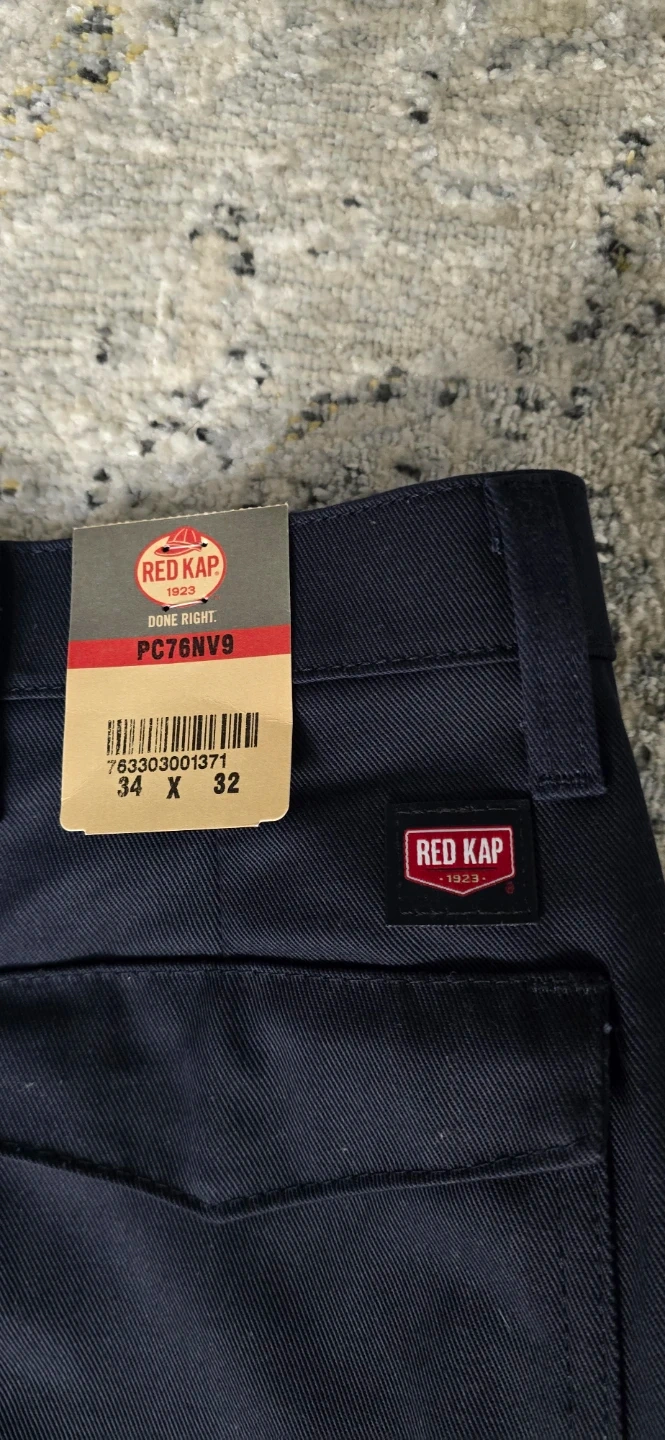 RED KAP®
1923
DONE RIGHT.
PC76NV9
763303001371
34 X 32
RED KAP
·1923·